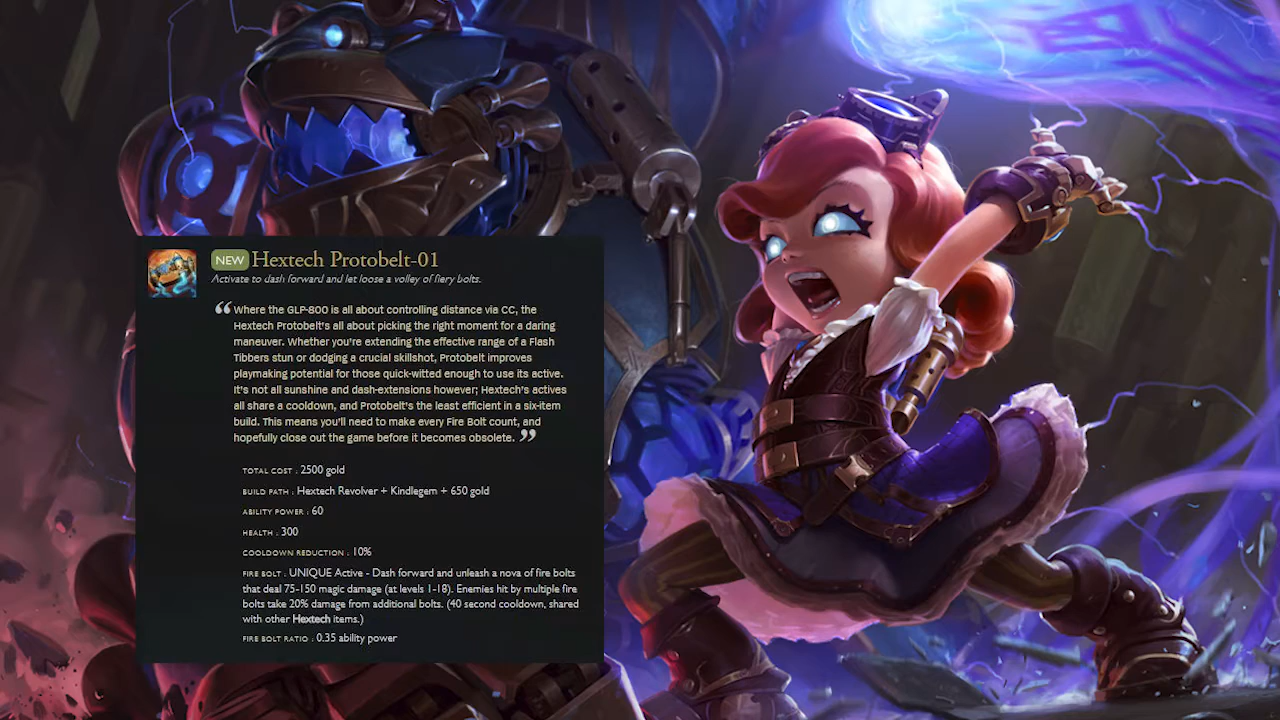 NEW Hextech Protobelt-01
Activate to dash forward and let loose a volley of fiery bolts.
“ Where the GLP-800 is all about controlling distance via CC, the
Hextech Protobelt's all about picking the right moment for a daring
maneuver. Whether you're extending the effective range of a Flash
Tibbers stun or dodging a crucial skillshot, Protobelt improves
playmaking potential for those quick-witted enough to use its active.
It's not all sunshine and dash-extensions however; Hextech's actives
all share a cooldown, and Protobelt's the least efficient in a six-item
build. This means you'll need to make every Fire Bolt count, and
hopefully close out the game before it becomes obsolete. ”
TOTAL COST : 2500 gold
BUILD PATH : Hextech Revolver + Kindlegem + 650 gold
ABILITY POWER : 60
HEALTH : 300
COOLDOWN REDUCTION : 10%
FIRE BOLT : UNIQUE Active - Dash forward and unleash a nova of fire bolts
that deal 75-150 magic damage (at levels 1-18). Enemies hit by multiple fire
bolts take 20% damage from additional bolts. (40 second cooldown, shared
with other Hextech items.)
FIRE BOLT RATIO : 0.35 ability power